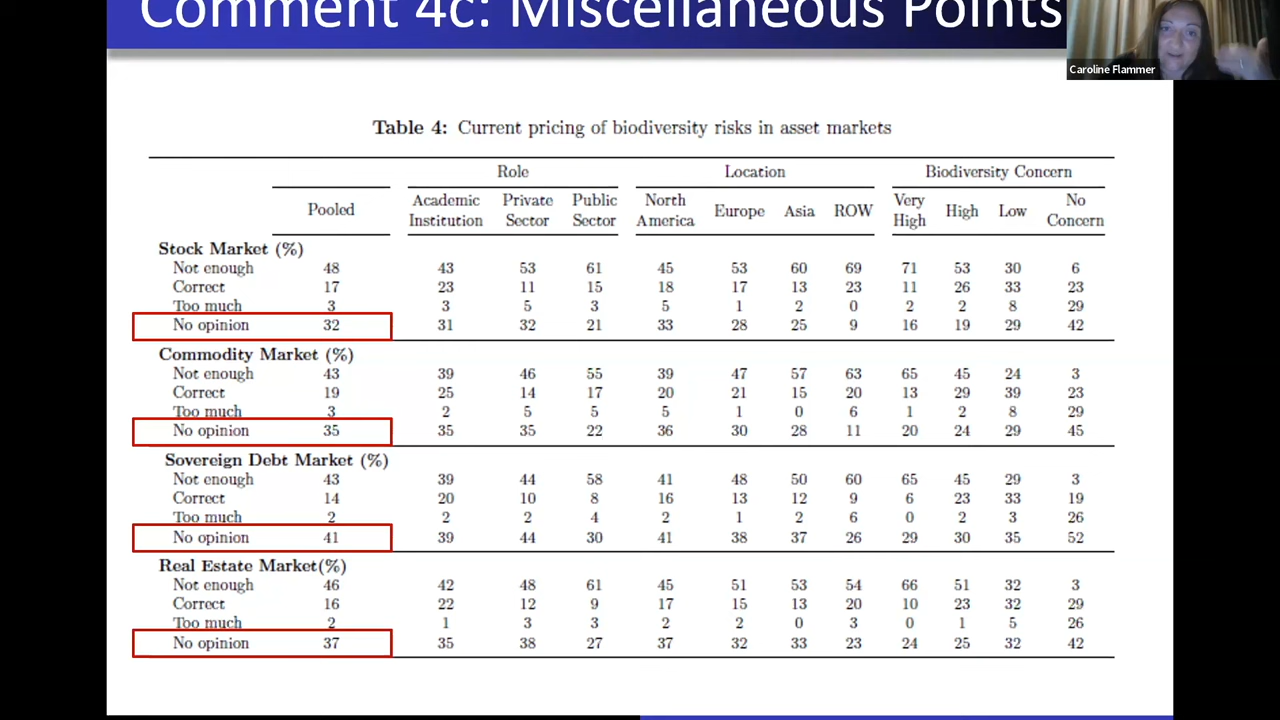 Comment 4c: Miscellaneous Points
Caroline Flammer
Table 4: Current pricing of biodiversity risks in asset markets
Role Location Biodiversity Concern
Pooled Academic Institution Private Sector Public Sector North America Europe Asia ROW Very High High Low No Concern
Stock Market (%)
Not enough 48 43 53 61 45 53 60 69 71 53 30 6
Correct 17 23 11 15 18 17 13 23 11 26 33 23
Too much 3 3 5 3 5 1 2 0 2 2 8 29
No opinion 32 31 32 21 33 28 25 9 16 19 29 42
Commodity Market (%)
Not enough 43 39 46 55 39 47 57 63 65 45 24 3
Correct 19 25 14 17 20 21 15 20 13 29 39 23
Too much 3 2 5 5 5 1 0 6 1 2 8 29
No opinion 35 35 35 22 36 30 28 11 20 24 29 45
Sovereign Debt Market (%)
Not enough 43 39 44 58 41 48 50 60 65 45 29 3
Correct 14 20 10 8 16 13 12 9 6 23 33 19
Too much 2 2 2 4 2 1 2 6 0 2 3 26
No opinion 41 39 44 30 41 38 37 26 29 30 35 52
Real Estate Market(%)
Not enough 46 42 48 61 45 51 53 54 66 51 32 3
Correct 16 22 12 9 17 15 13 20 10 23 32 29
Too much 2 1 3 3 2 2 0 3 0 1 5 26
No opinion 37 35 38 27 37 32 33 23 24 25 32 42